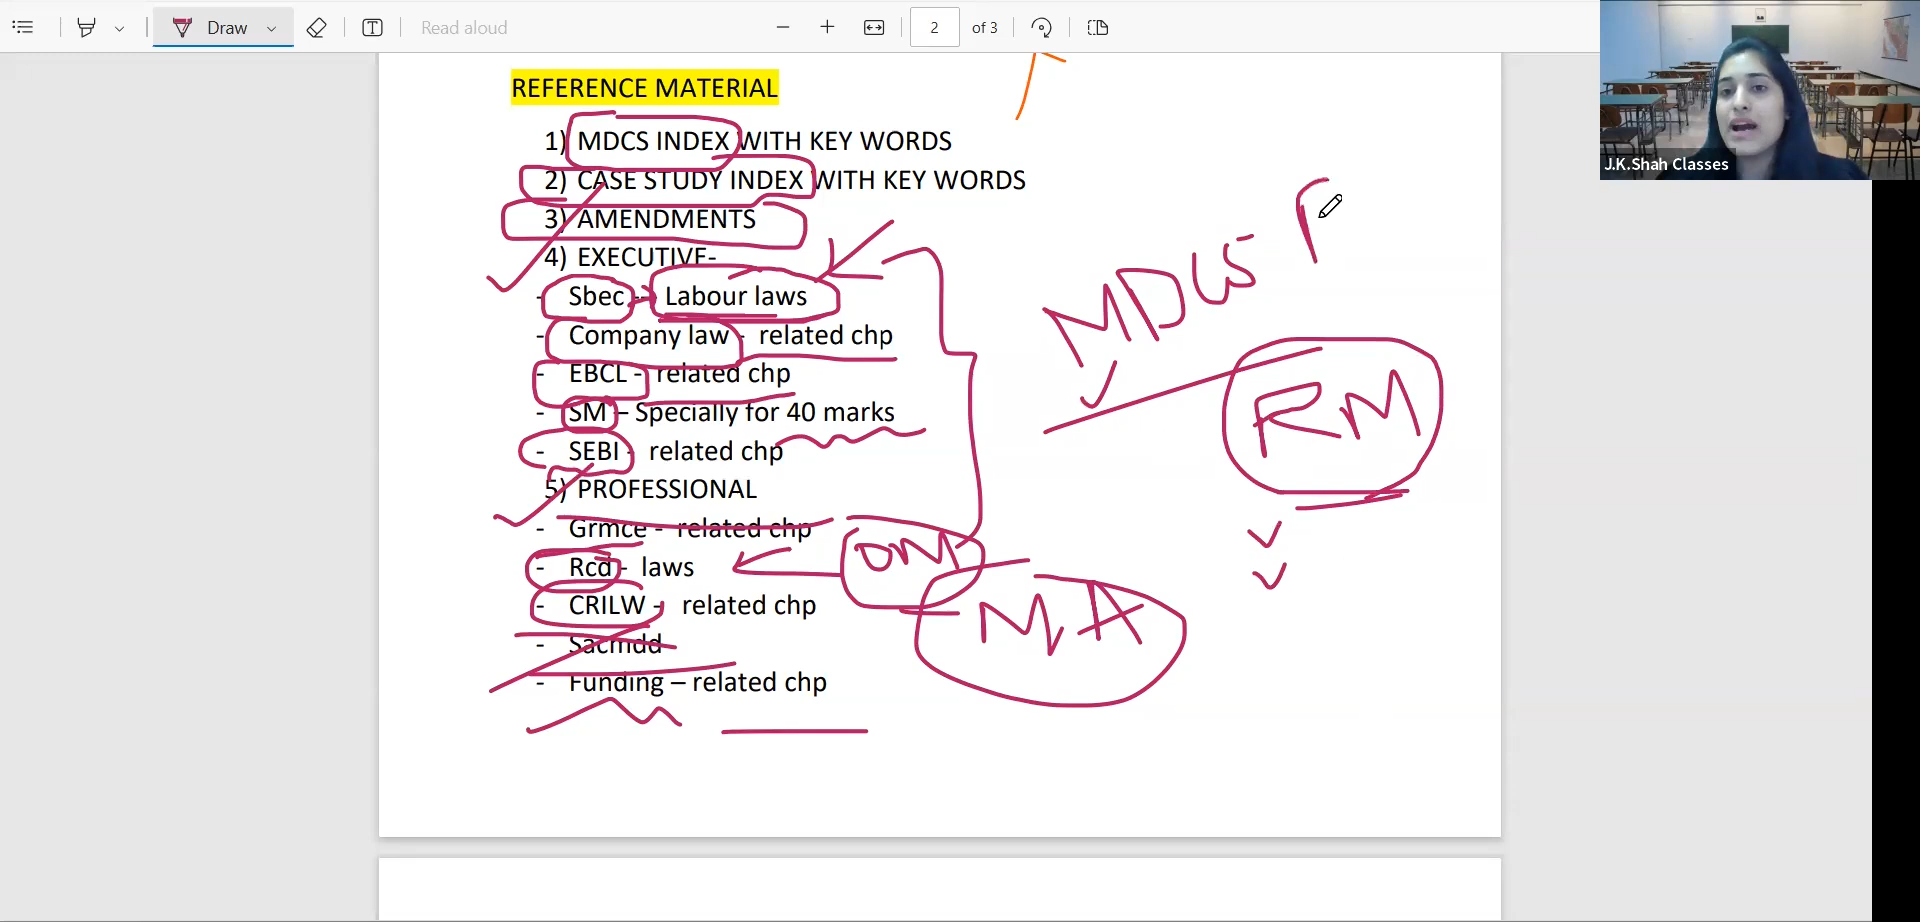 Draw
Read aloud
2 of 3
REFERENCE MATERIAL
1) MDCS INDEX WITH KEY WORDS
2) CASE STUDY INDEX WITH KEY WORDS
3) AMENDMENTS
4) EXECUTIVE-
- Sbec - Labour laws
- Company law - related chp
- EBCL - related chp
- SM – Specially for 40 marks
- SEBI - related chp
5) PROFESSIONAL
- Grmce - related chp
- Rcd - laws
- CRILW - related chp
- Sacmdd
- Funding – related chp
MDCS
RM
OM
MA
J.K.Shah Classes